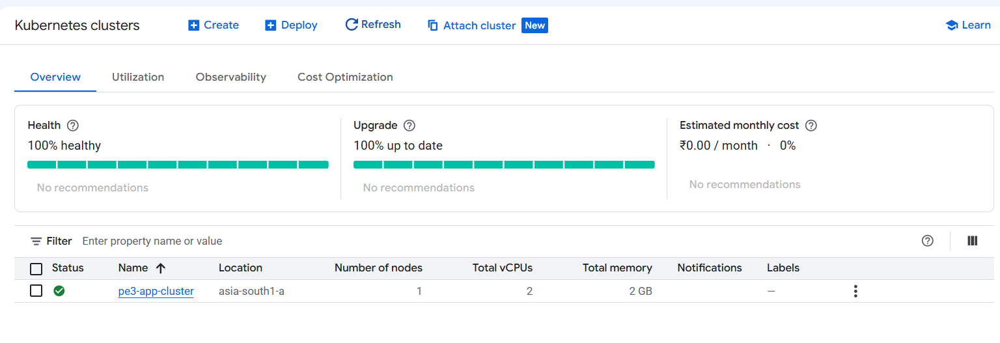 Kubernetes clusters Create Deploy Refresh Attach cluster New Learn
Overview Utilization Observability Cost Optimization
Health Upgrade Estimated monthly cost
100% healthy 100% up to date ₹0.00 / month · 0%
No recommendations No recommendations No recommendations
Filter Enter property name or value
Status Name Location Number of nodes Total vCPUs Total memory Notifications Labels
pe3-app-cluster asia-south1-a 1 2 2 GB —